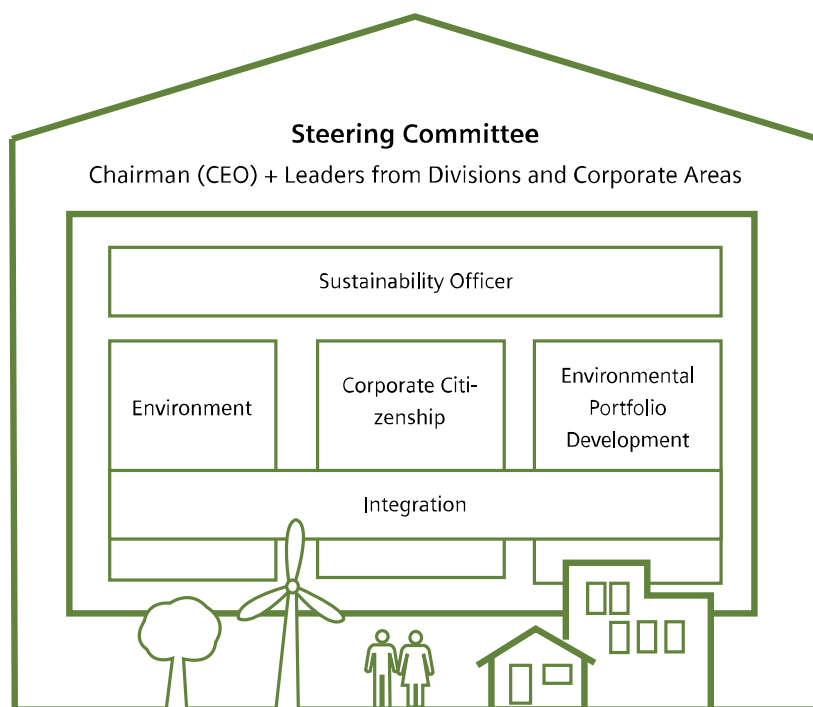 Steering Committee
Chairman (CEO) + Leaders from Divisions and Corporate Areas
Sustainability Officer
Environment
Corporate Citi-
zenship
Environmental
Portfolio
Development
Integration